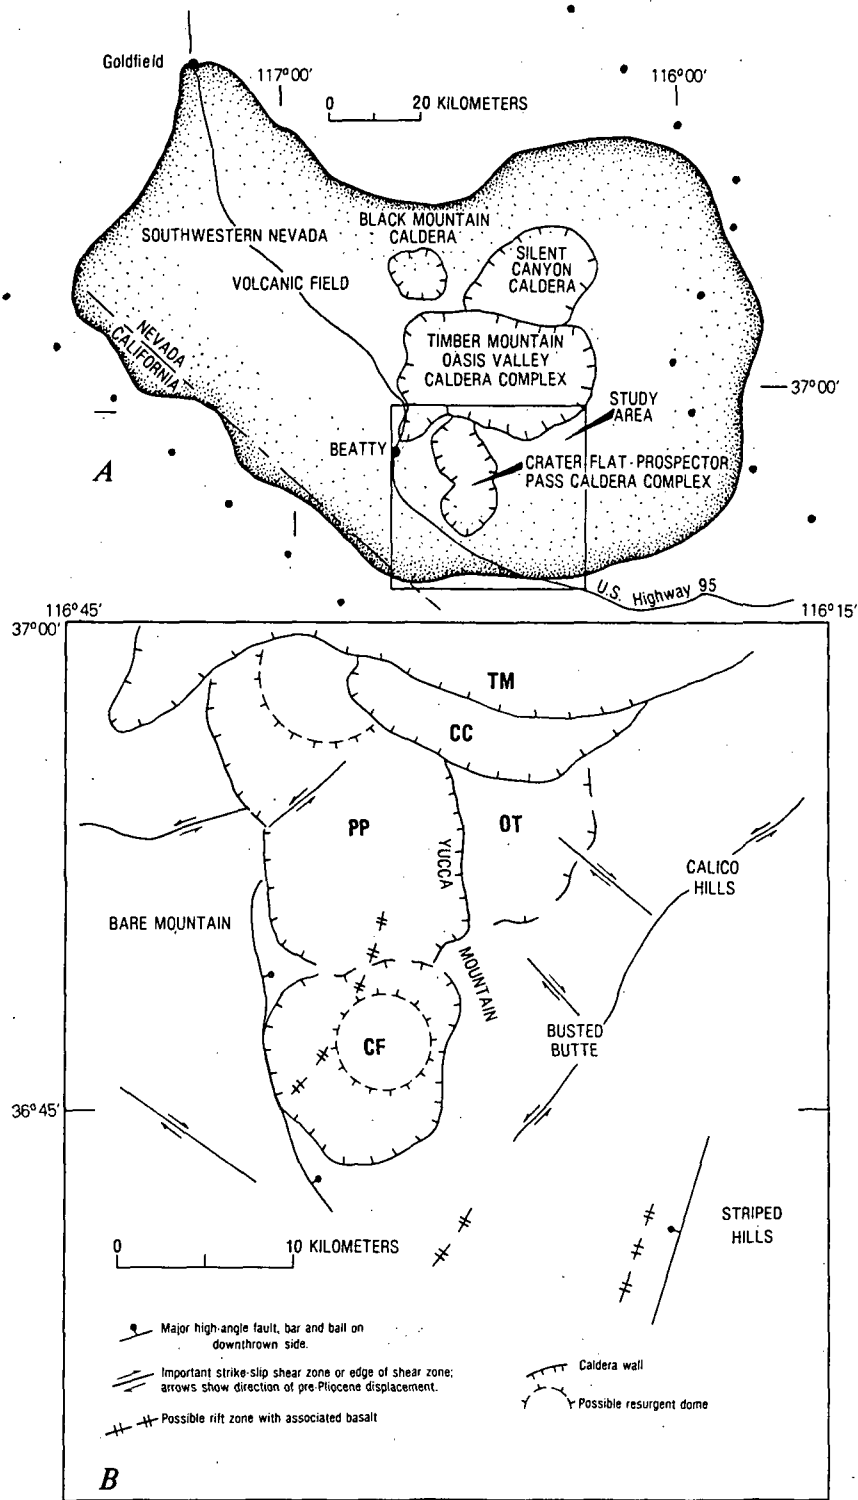 Goldfield
117°00'
116°00'
0 20 KILOMETERS
SOUTHWESTERN NEVADA
VOLCANIC FIELD
BLACK MOUNTAIN
CALDERA
SILENT
CANYON
CALDERA
NEVADA
CALIFORNIA
TIMBER MOUNTAIN
OASIS VALLEY
CALDERA COMPLEX
37°00'
STUDY
AREA
BEATTY
A
CRATER FLAT-PROSPECTOR
PASS CALDERA COMPLEX
U.S. Highway 95
116°45'
116°15'
37°00'
TM
CC
PP
OT
YUCCA
MOUNTAIN
CALICO
HILLS
BARE MOUNTAIN
BUSTED
BUTTE
CF
36°45'
STRIPED
HILLS
0 10 KILOMETERS
Major high-angle fault, bar and ball on
downthrown side.
Important strike-slip shear zone or edge of shear zone;
arrows show direction of pre-Pliocene displacement.
Possible rift zone with associated basalt
Caldera wall
Possible resurgent dome
B